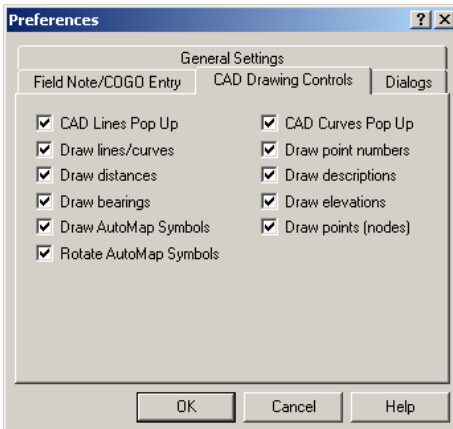 Preferences
General Settings
Field Note/COGO Entry CAD Drawing Controls Dialogs
CAD Lines Pop Up CAD Curves Pop Up
Draw lines/curves Draw point numbers
Draw distances Draw descriptions
Draw bearings Draw elevations
Draw AutoMap Symbols Draw points (nodes)
Rotate AutoMap Symbols
OK Cancel Help